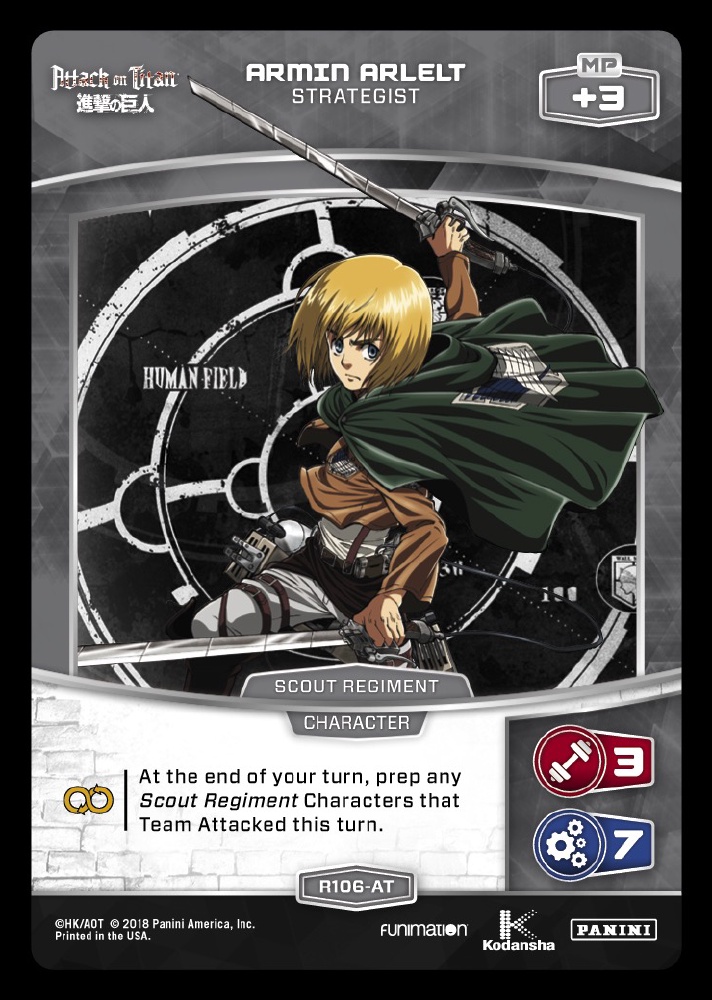 Attack on Titan
進撃の巨人
ARMIN ARLELT
STRATEGIST
MP
+3
HUMAN FIELD
SCOUT REGIMENT
CHARACTER
At the end of your turn, prep any
Scout Regiment Characters that
Team Attacked this turn.
3
7
R106-AT
©HK/AOT © 2018 Panini America, Inc.
Printed in the USA.
FUNIMATION
K
Kodansha
PANINI